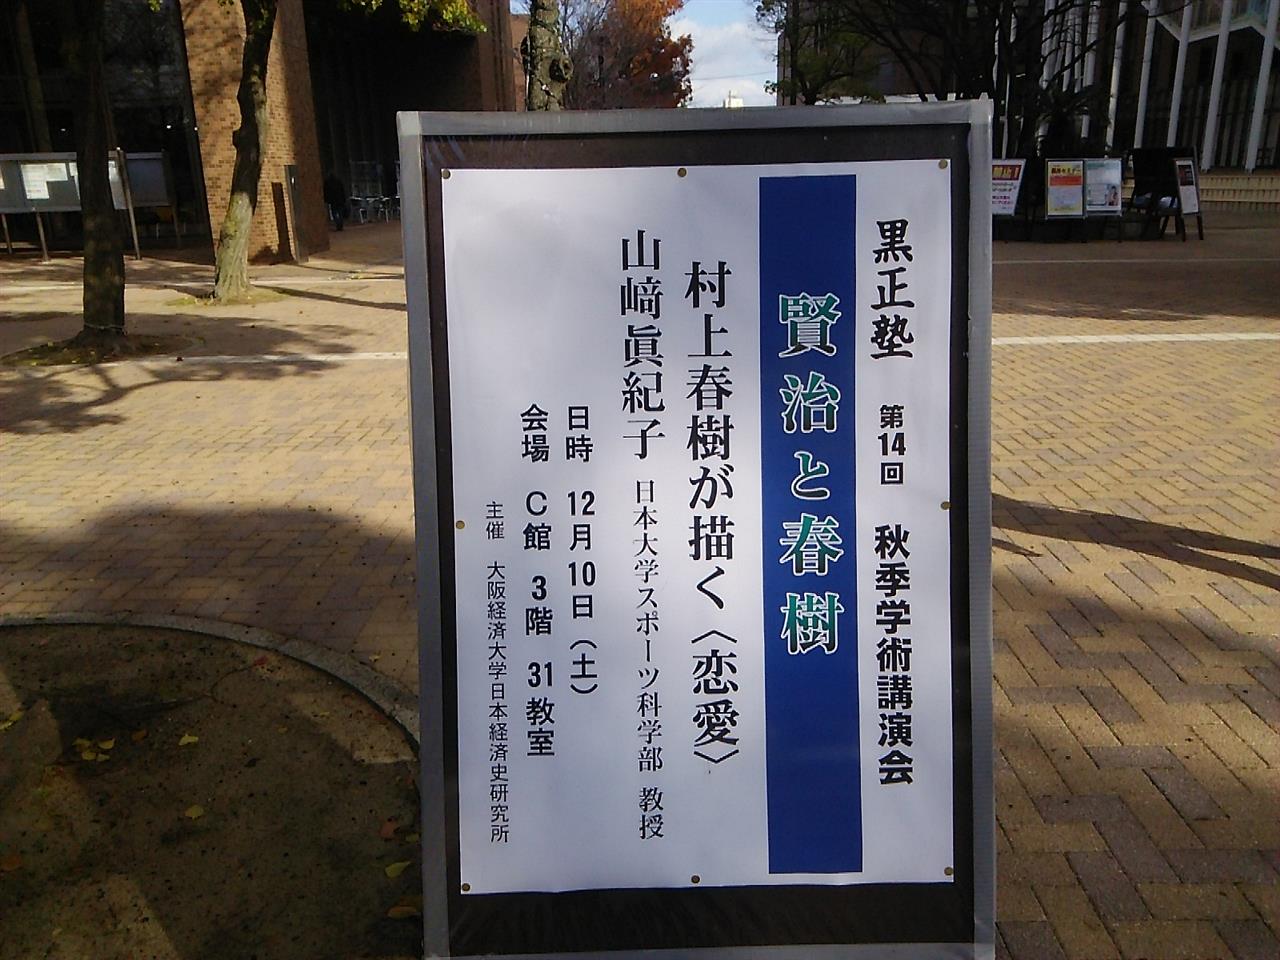 黒正塾 第14回 秋季学術講演会
賢治と春樹
村上春樹が描く〈恋愛〉
山﨑眞紀子 日本大学スポーツ科学部 教授
日時 12月10日(土)
会場 C館 3階 31教室
主催 大阪経済大学日本経済史研究所